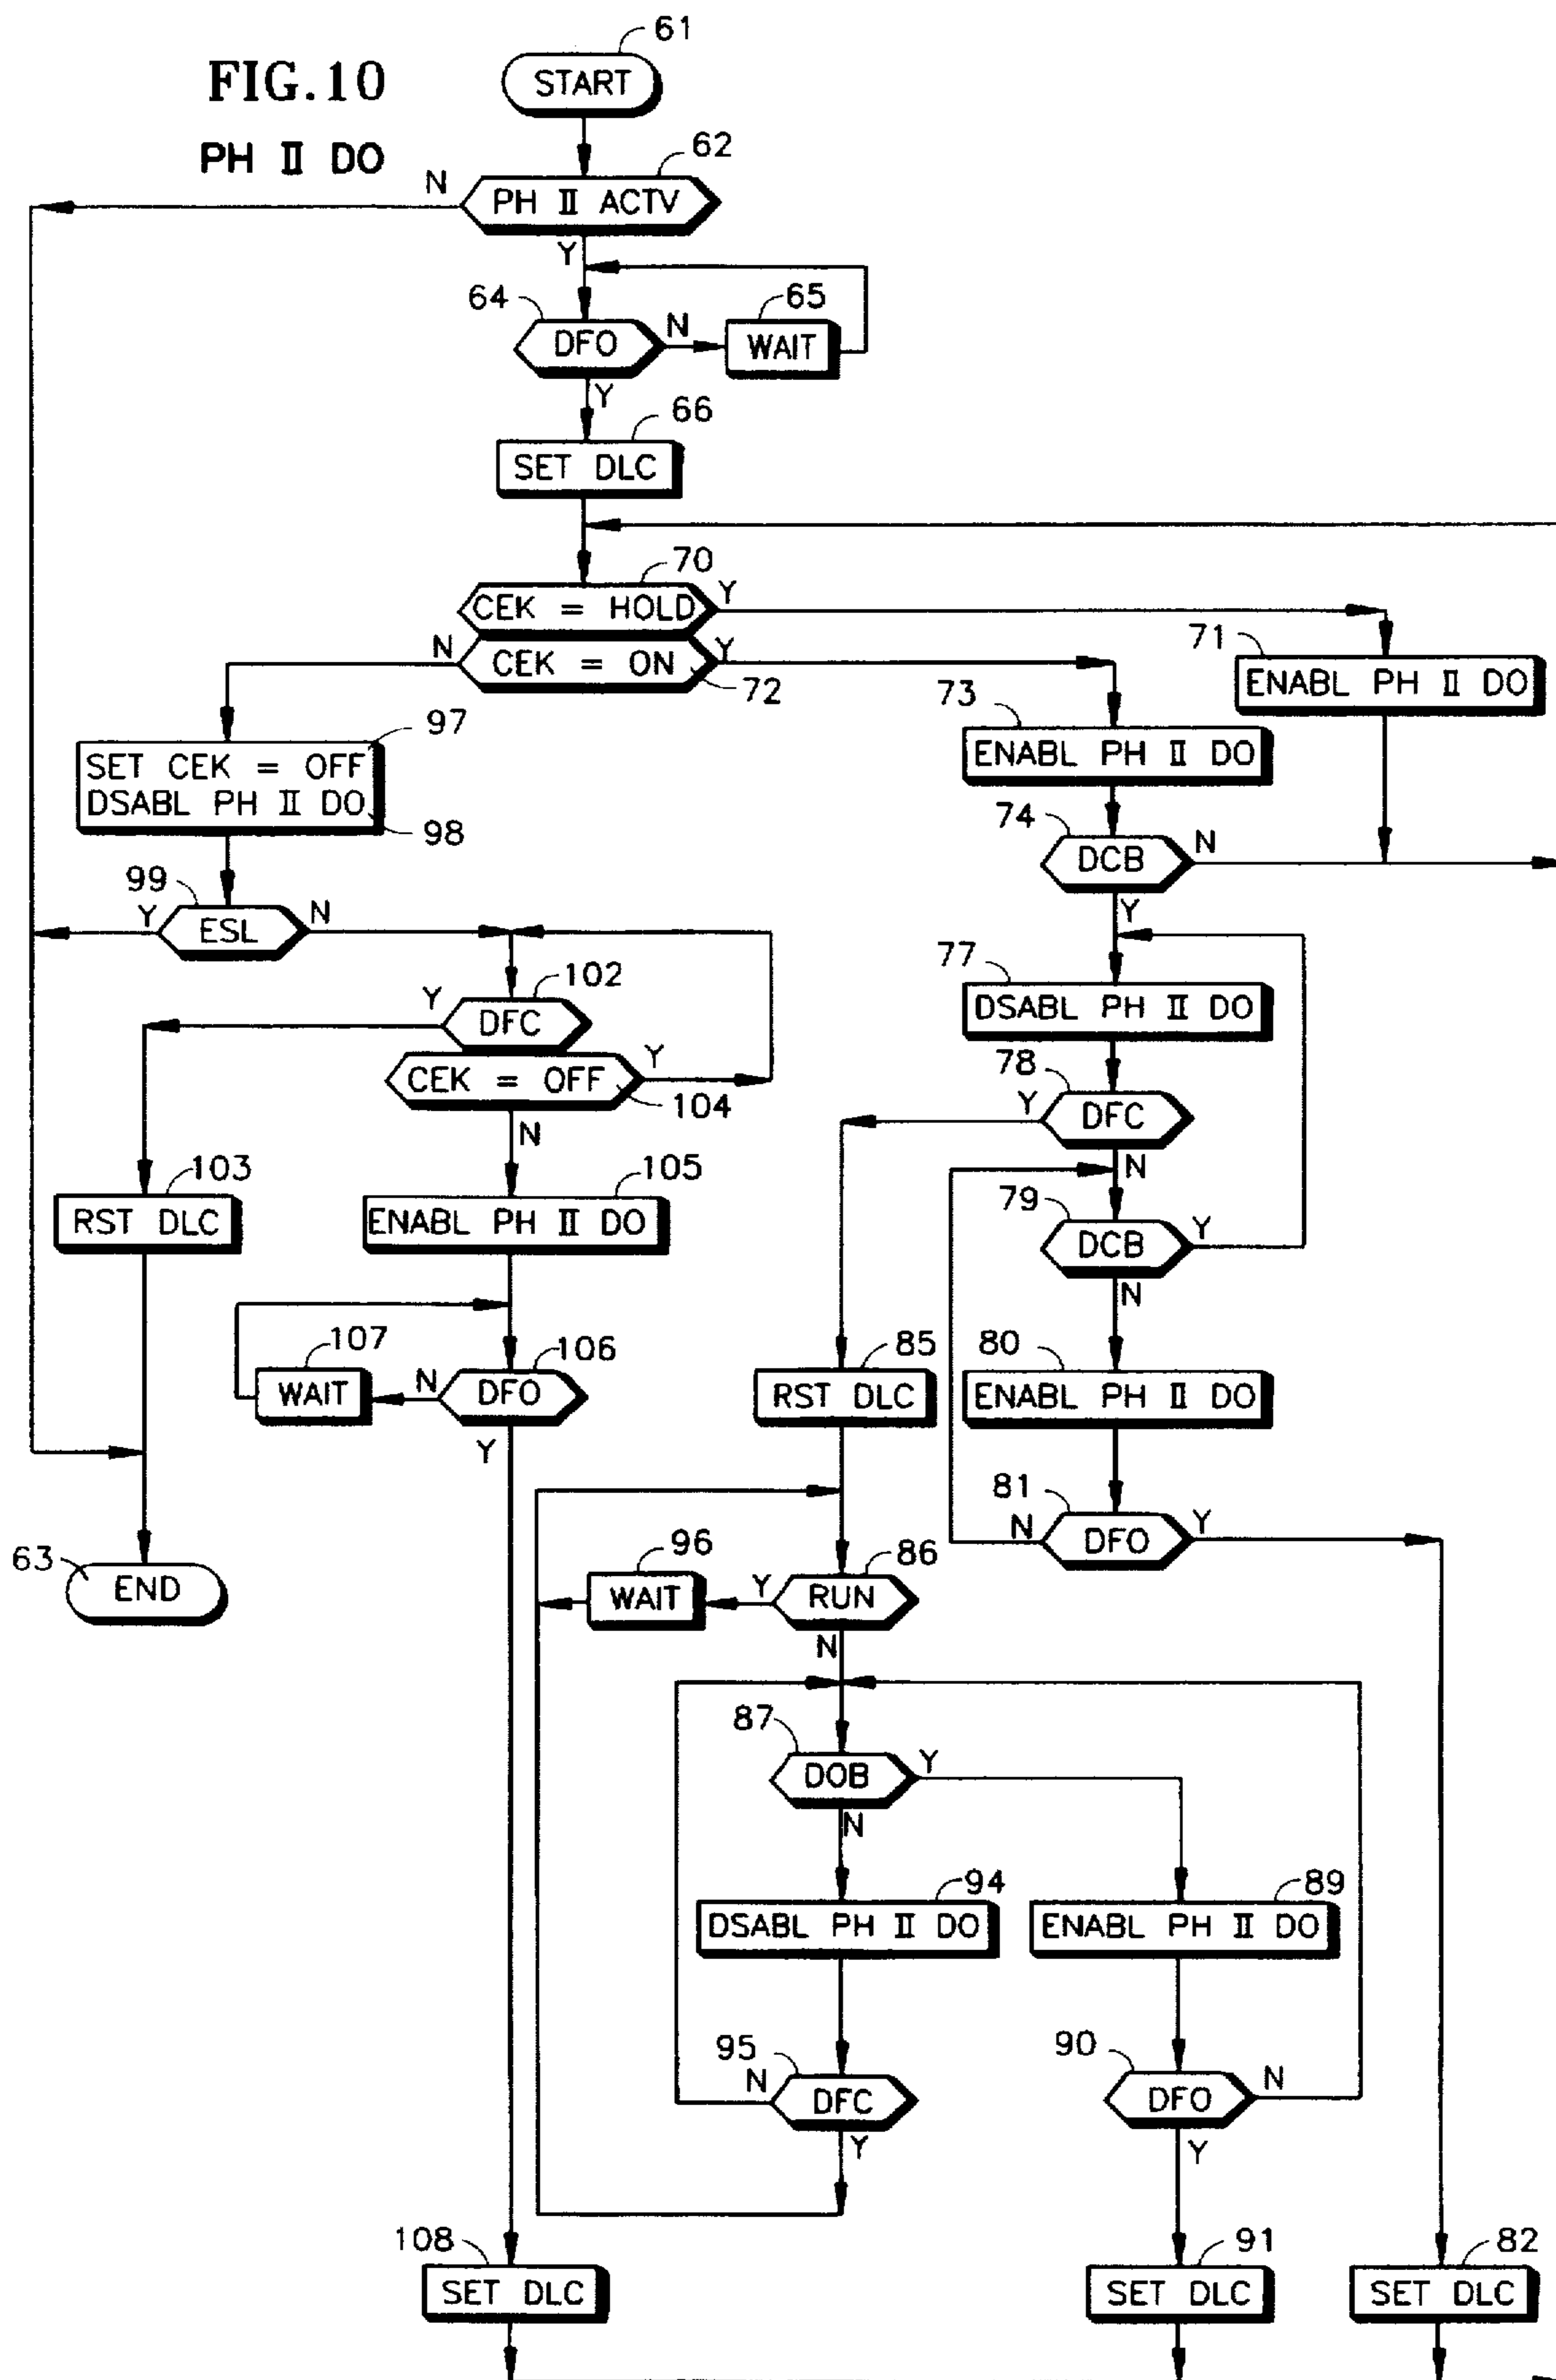 61
FIG.10
START
PH II DO
62
N
PH II ACTV
Y
64
65
DFO
N
WAIT
Y
66
SET DLC
70
CEK = HOLD
Y
71
N
CEK = ON
Y
72
ENABL PH II DO
73
97
SET CEK = OFF
ENABL PH II DO
DSABL PH II DO
98
74
DCB
N
99
Y
ESL
N
Y
77
102
Y
DFC
DSABL PH II DO
CEK = OFF
Y
104
78
Y
DFC
N
N
103
105
79
RST DLC
ENABL PH II DO
DCB
Y
N
107
106
85
80
WAIT
N
DFO
RST DLC
ENABL PH II DO
Y
81
N
DFO
Y
63
END
96
86
WAIT
Y
RUN
N
87
DOB
Y
N
94
89
DSABL PH II DO
ENABL PH II DO
95
90
N
DFC
DFO
N
Y
Y
108
91
82
SET DLC
SET DLC
SET DLC